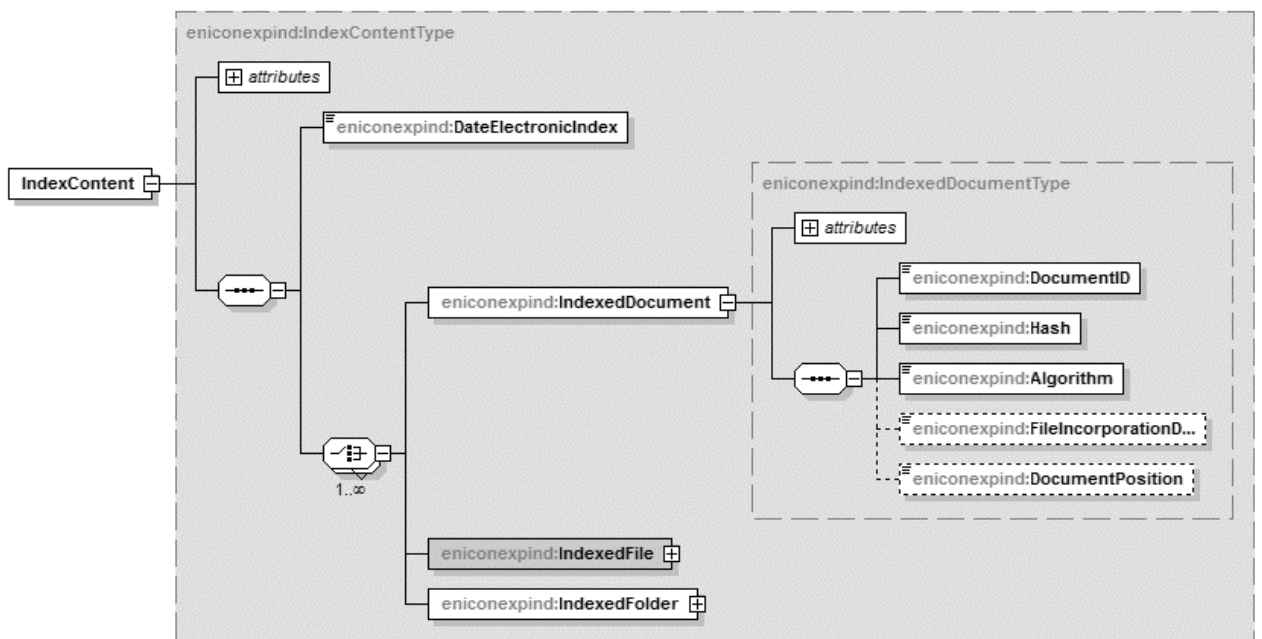 eniconexpind:IndexContentType
attributes
eniconexpind:DateElectronicIndex
IndexContent
eniconexpind:IndexedDocumentType
attributes
eniconexpind:DocumentID
eniconexpind:IndexedDocument
eniconexpind:Hash
eniconexpind:Algorithm
eniconexpind:FileIncorporationD...
eniconexpind:DocumentPosition
1..∞
eniconexpind:IndexedFile
eniconexpind:IndexedFolder